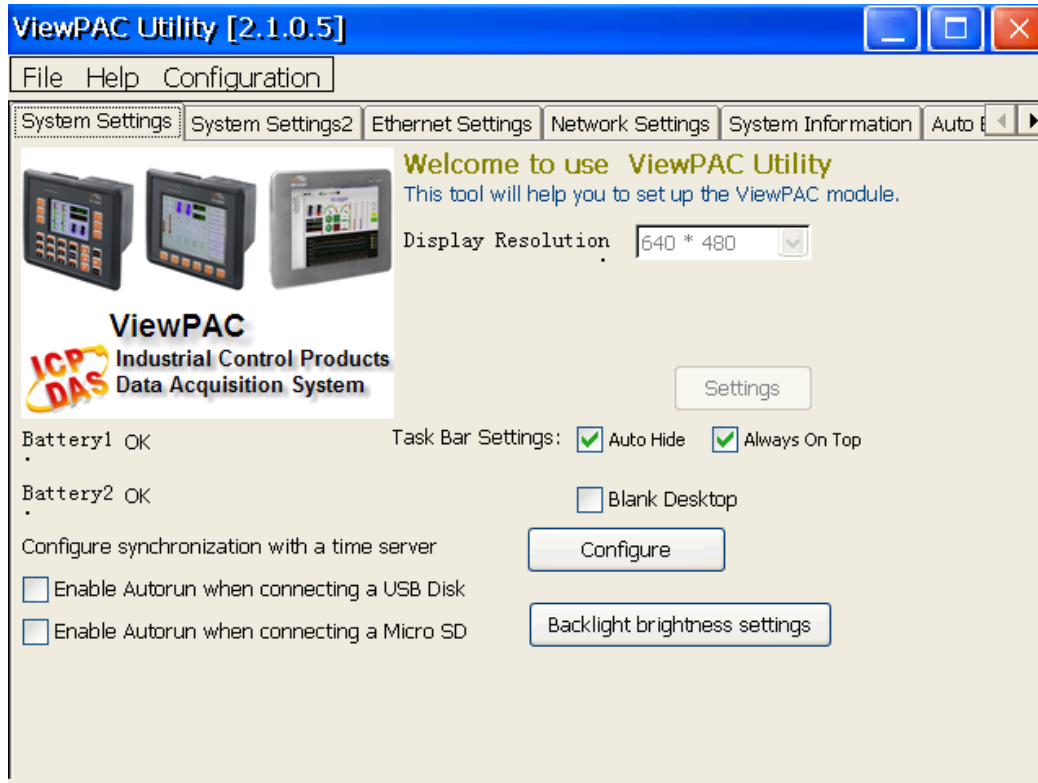 ViewPAC Utility [2.1.0.5]
File Help Configuration
System Settings System Settings2 Ethernet Settings Network Settings System Information Auto
Welcome to use ViewPAC Utility
This tool will help you to set up the ViewPAC module.
Display Resolution : 640 * 480
ViewPAC
ICP DAS Industrial Control Products
Data Acquisition System
Settings
Battery1 : OK
Task Bar Settings: Auto Hide Always On Top
Battery2 : OK
Blank Desktop
Configure synchronization with a time server Configure
Enable Autorun when connecting a USB Disk
Enable Autorun when connecting a Micro SD
Backlight brightness settings